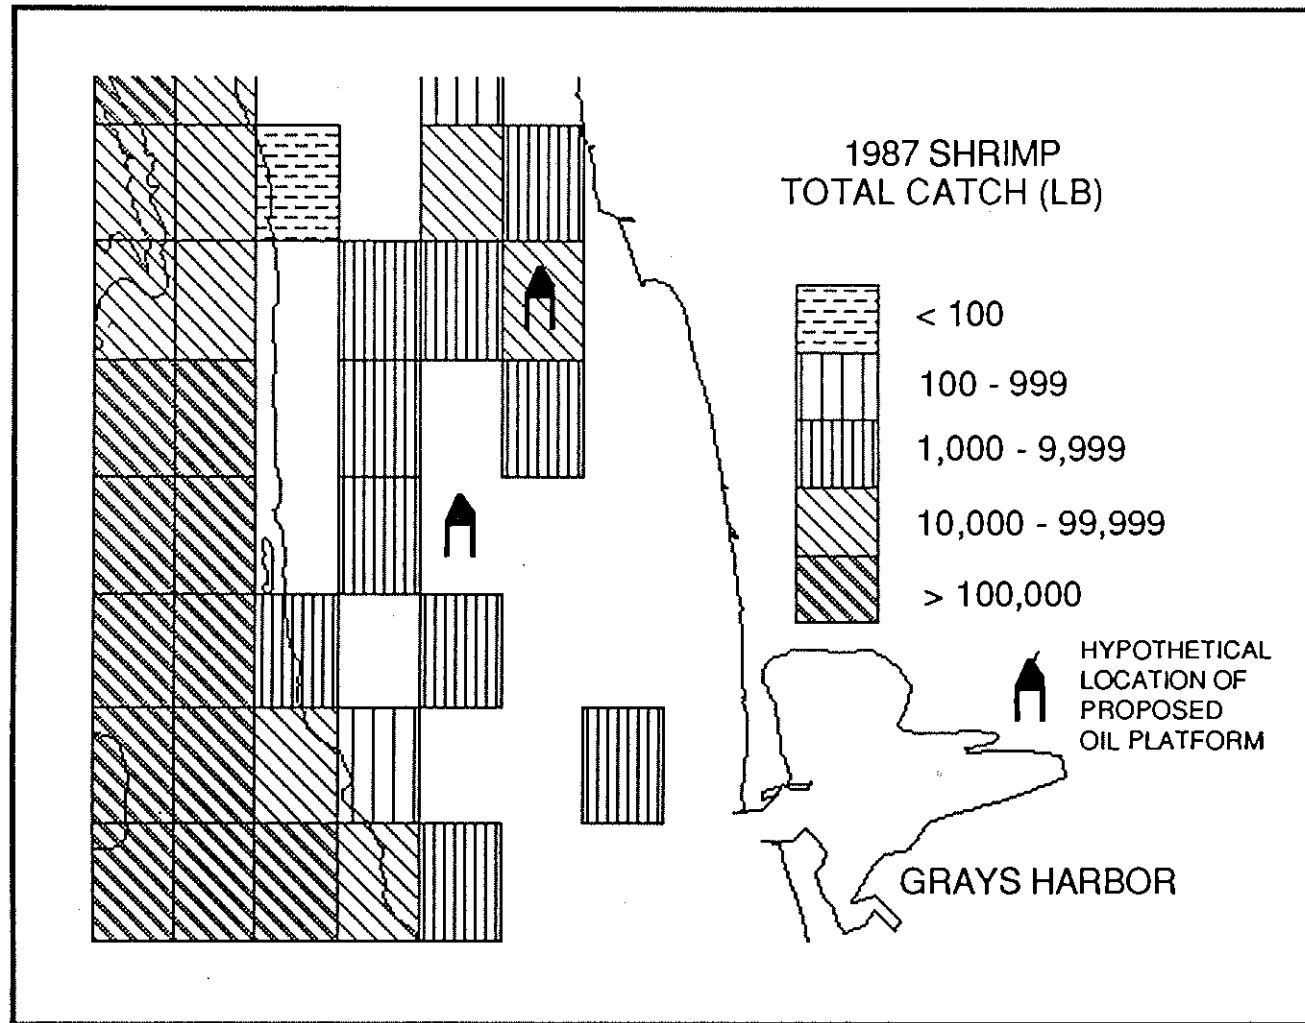 1987 SHRIMP
TOTAL CATCH (LB)
< 100
100 - 999
1,000 - 9,999
10,000 - 99,999
> 100,000
HYPOTHETICAL
LOCATION OF
PROPOSED
OIL PLATFORM
GRAYS HARBOR